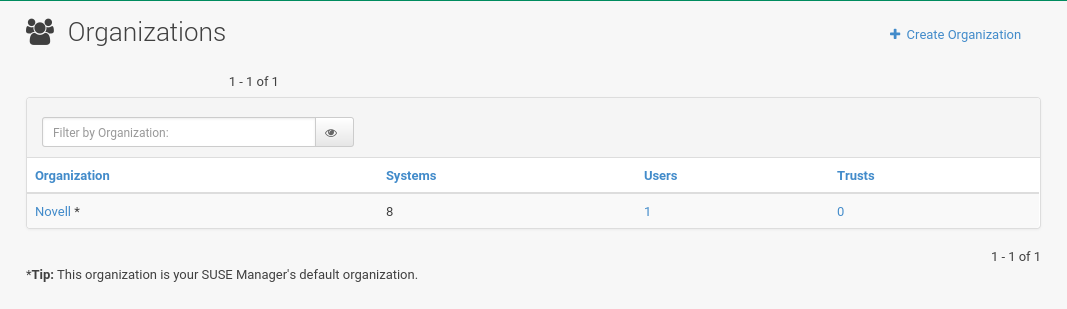 Organizations
Create Organization
1 - 1 of 1
Filter by Organization:
Organization Systems Users Trusts
Novell * 8 1 0
1 - 1 of 1
*Tip: This organization is your SUSE Manager's default organization.